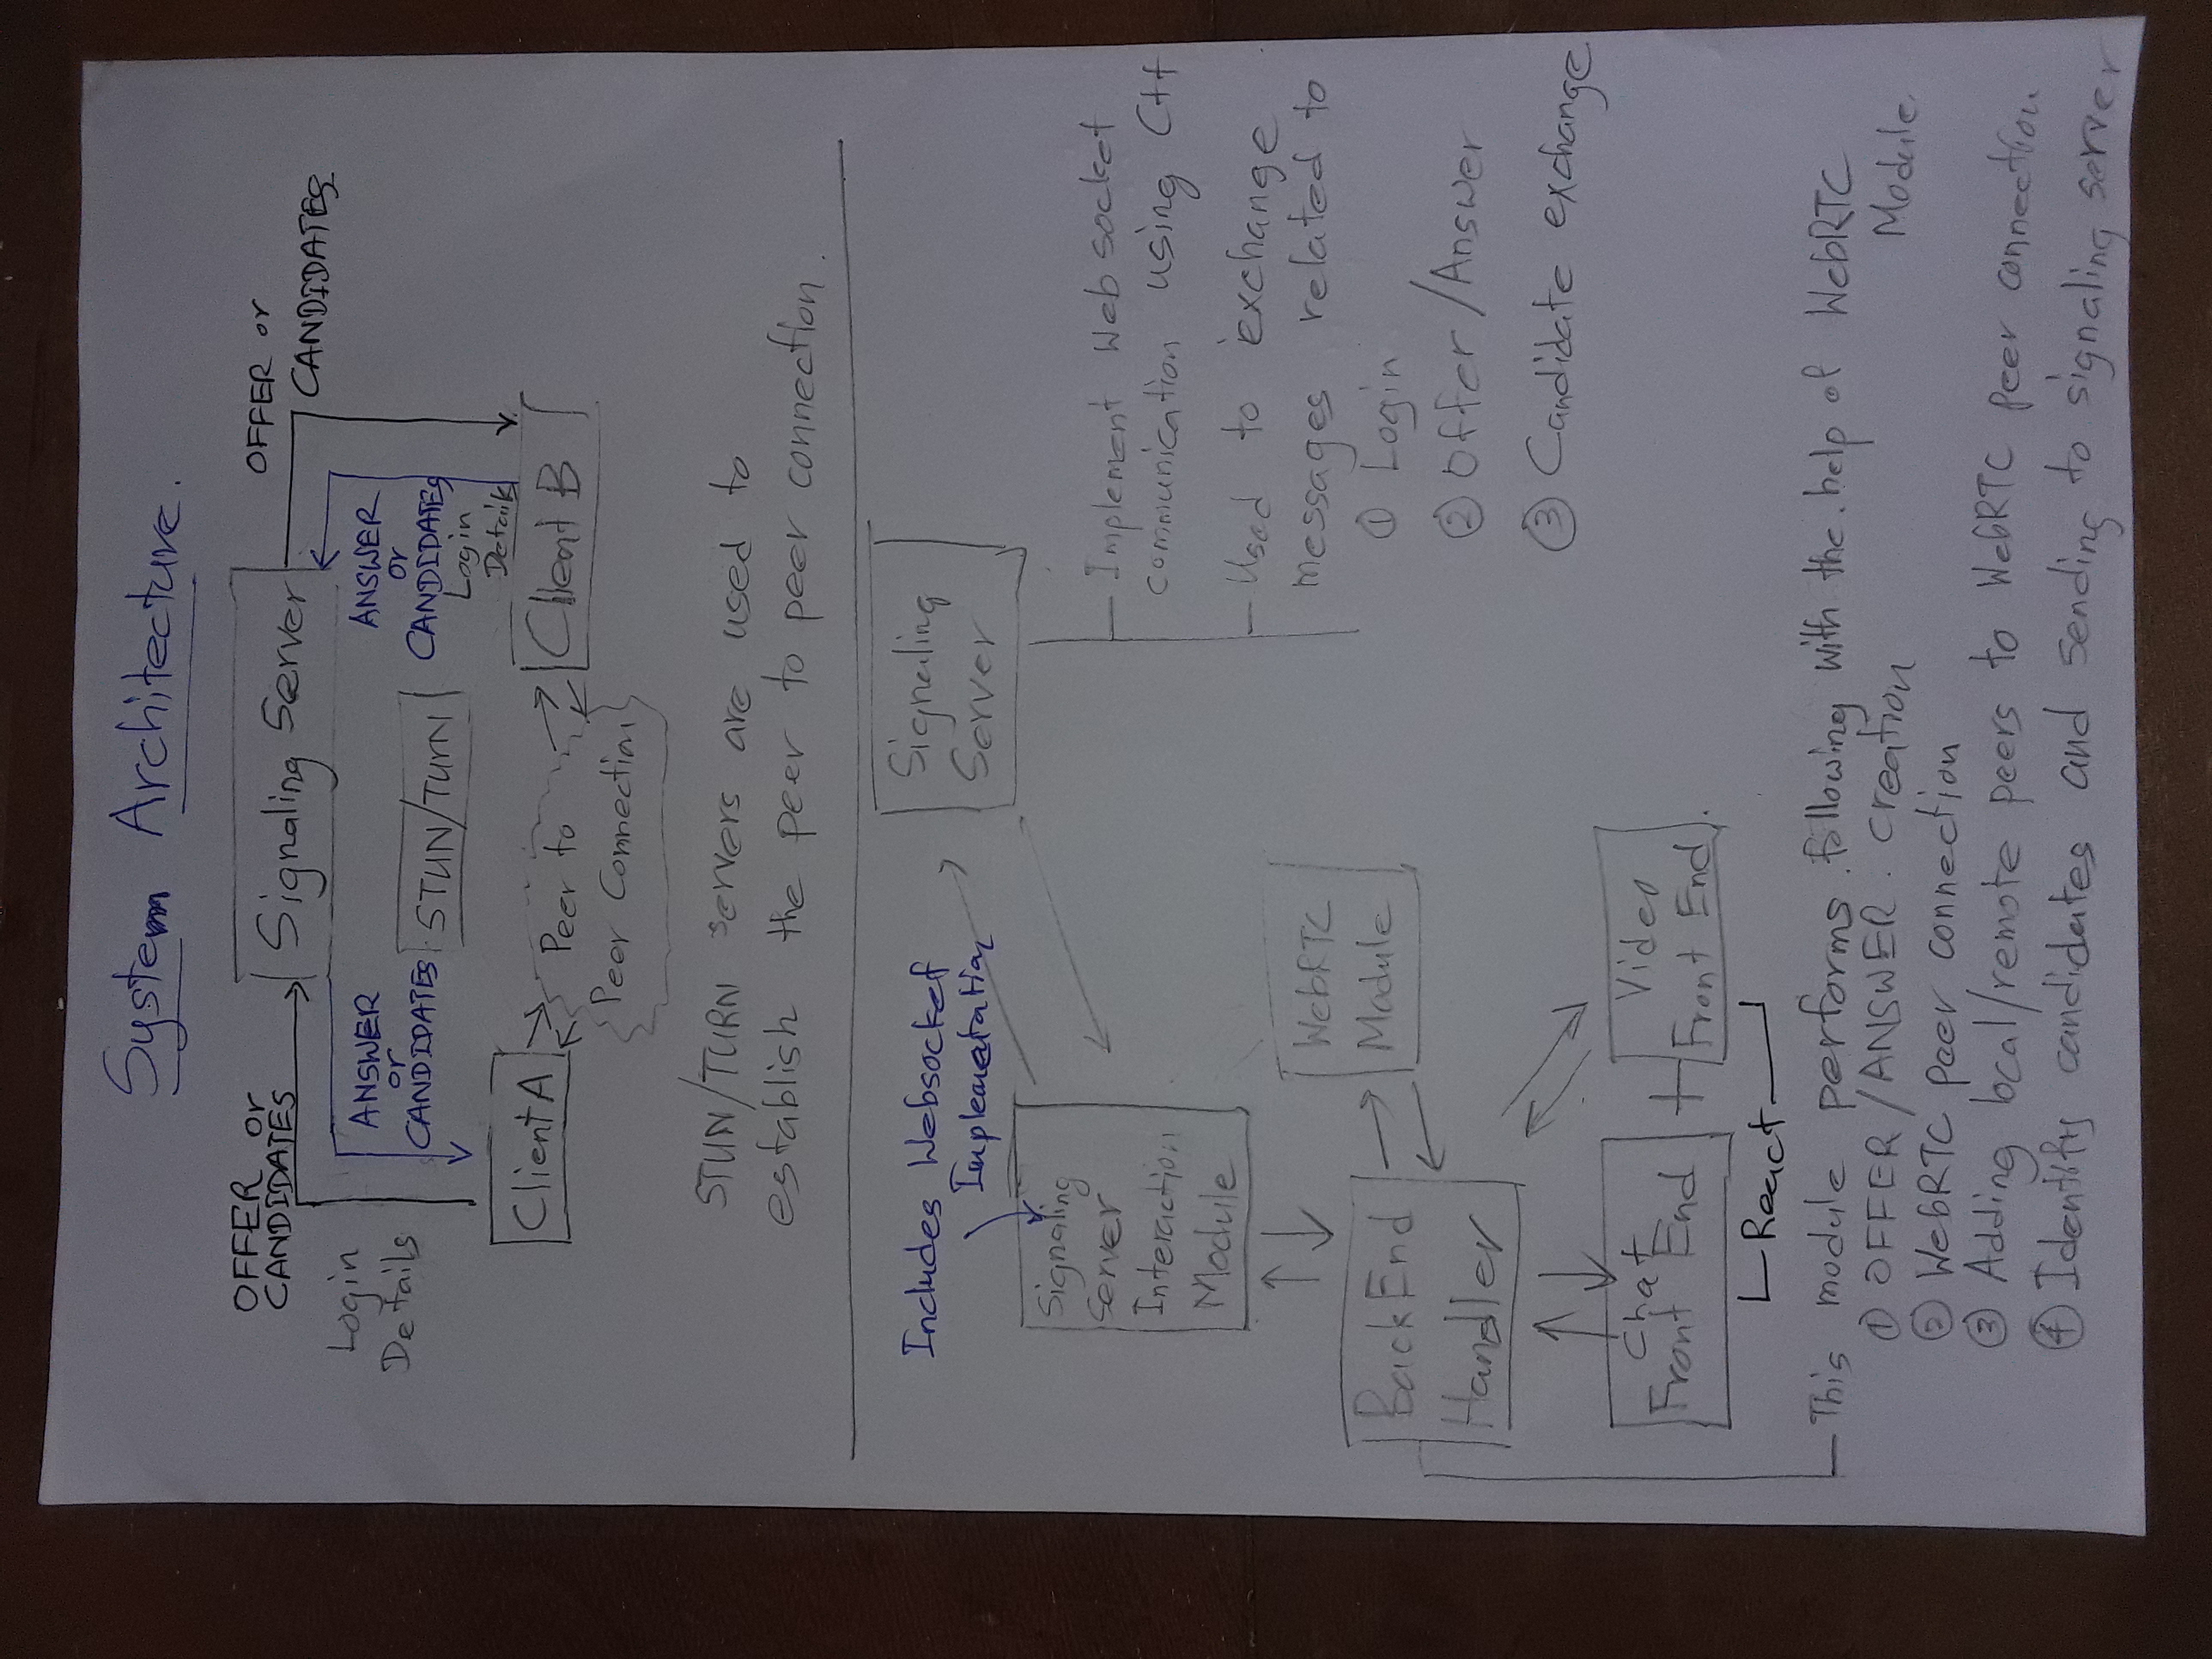 System Architecture.
OFFER or
CANDIDATES
Signaling Server
OFFER or
CANDIDATES
Login
Details
ANSWER
or
CANDIDATES
STUN/TURN
ANSWER
or
CANDIDATES
Login
Details
Client A
Peer to
Peer Connection
Client B
STUN/TURN servers are used to
establish the peer to peer connection.
Includes Websocket
Implemetation
Signaling
Server
Signaling
Server
Interaction
Module
Implement Web socket
communication using C++
Used to exchange
messages related to
① Login
② Offer/Answer
③ Candidate exchange
WebRTC
Module
BackEnd
Handler
Chat
Front End
+
Video
Front End.
React
This module performs following with the help of WebRTC
Module.
① OFFER/ANSWER creation
② WebRTC peer connection
③ Adding local/remote peers to WebRTC peer connection
④ Identify candidates and sending to signaling server